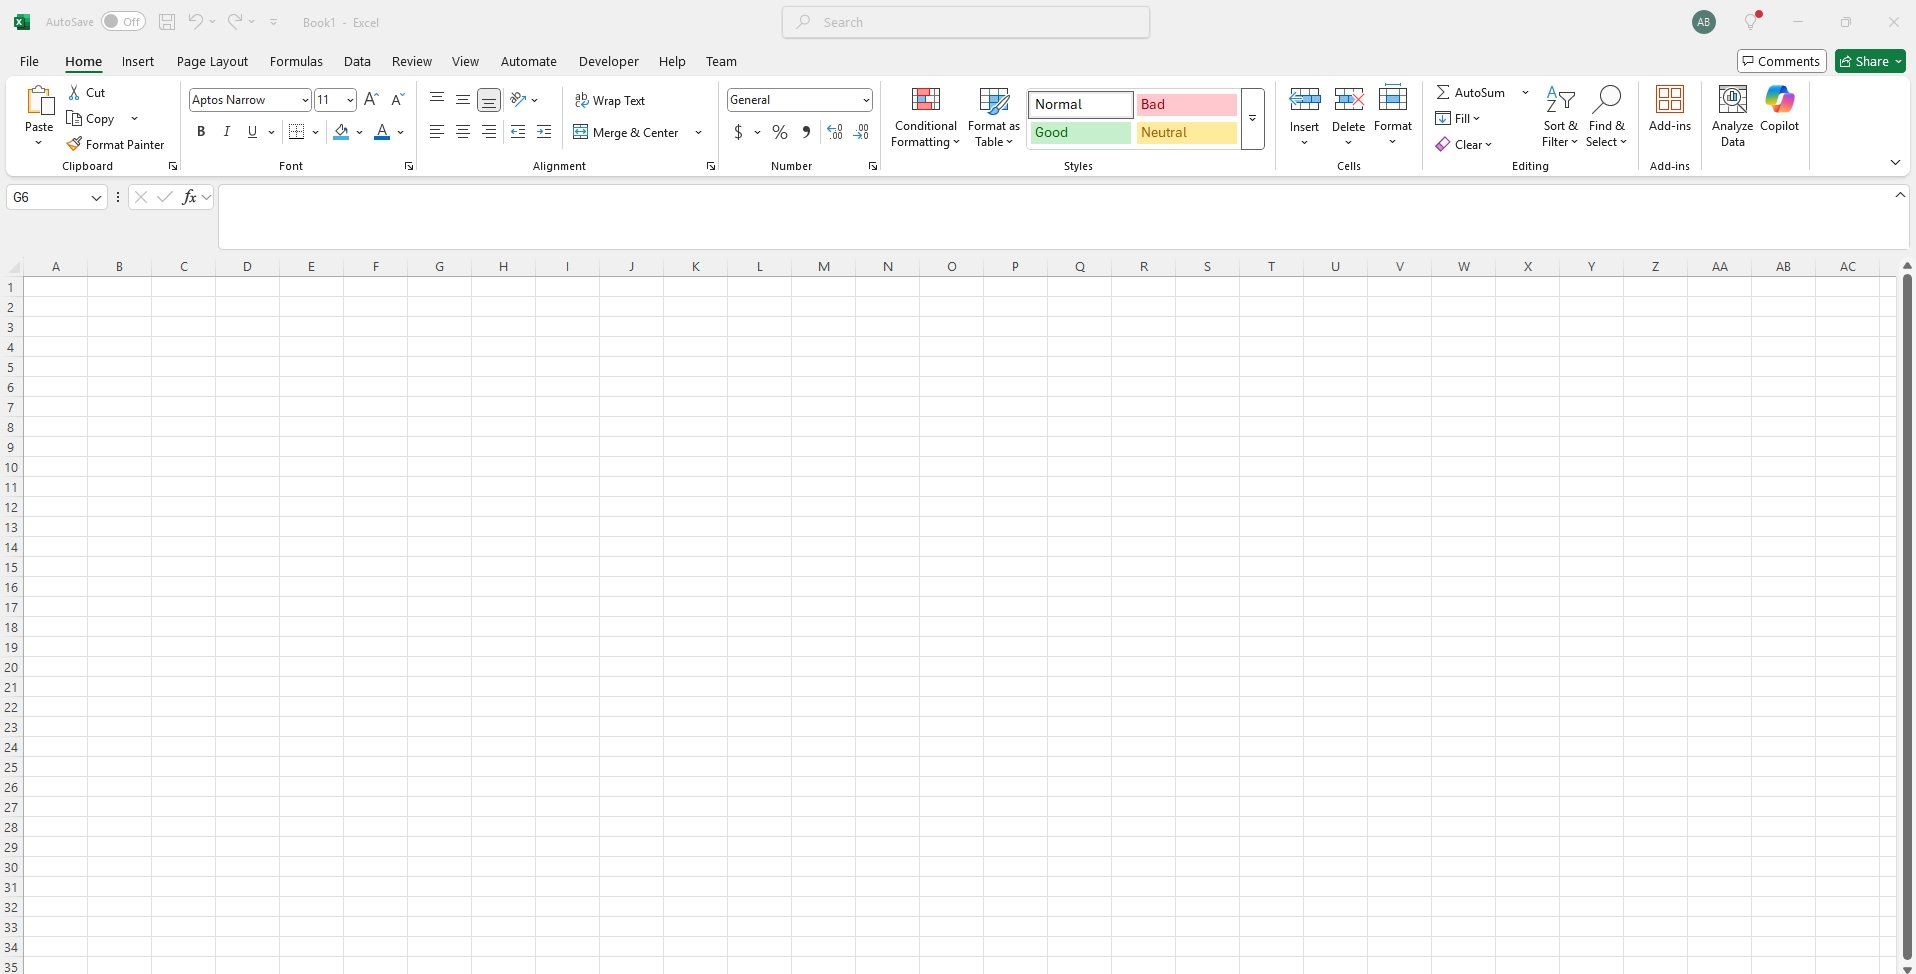 AutoSave Off Book1 - Excel Search AB
File Home Insert Page Layout Formulas Data Review View Automate Developer Help Team Comments Share
Paste Cut Copy Format Painter Clipboard
Aptos Narrow 11 A A B I U A Font
ab Wrap Text Merge & Center Alignment
General $ % , .00 .00 Number
Conditional Formatting Format as Table Normal Bad Good Neutral Styles
Insert Delete Format Cells
AutoSum Fill Clear Sort & Filter Find & Select Editing
Add-ins Add-ins
Analyze Data Copilot
G6 fx
A B C D E F G H I J K L M N O P Q R S T U V W X Y Z AA AB AC
1
2
3
4
5
6
7
8
9
10
11
12
13
14
15
16
17
18
19
20
21
22
23
24
25
26
27
28
29
30
31
32
33
34
35